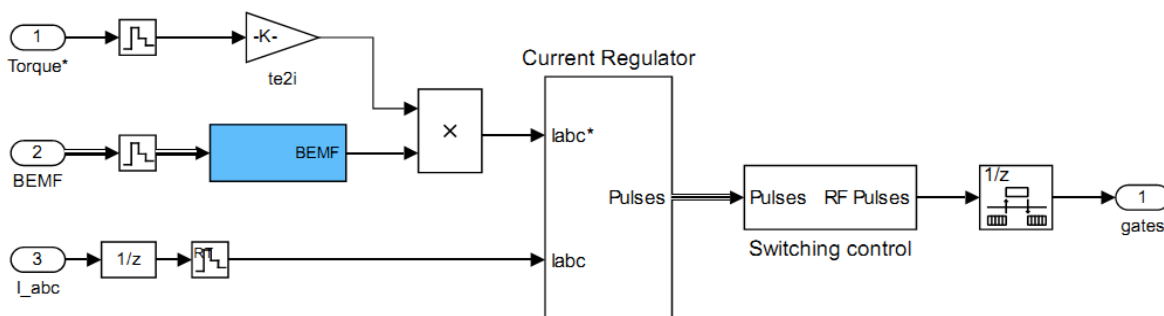 1
Torque*
-K-
te2i
Current Regulator
2
BEMF
BEMF
×
Iabc*
Pulses
Pulses
RF Pulses
Switching control
1/z
1
gates
3
I_abc
1/z
RT
Iabc